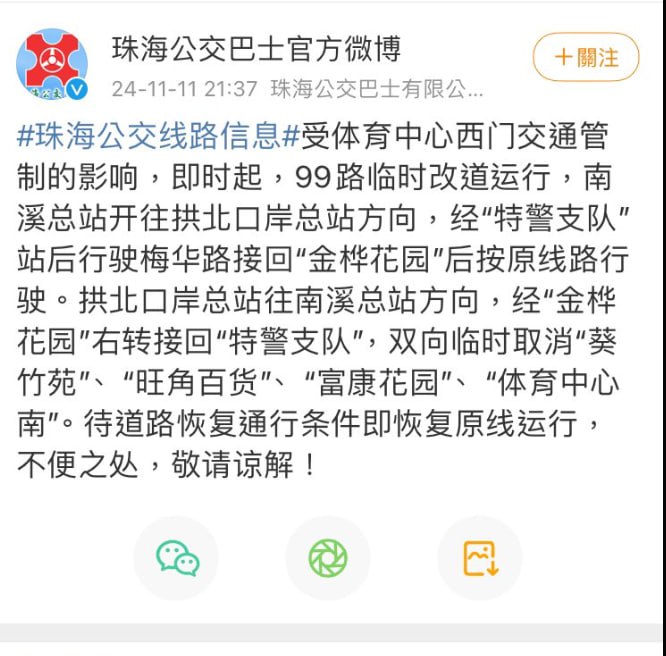 珠海公交巴士官方微博
＋關注
24-11-11 21:37 珠海公交巴士有限公...
#珠海公交线路信息#受体育中心西门交通管
制的影响，即时起，99路临时改道运行，南
溪总站开往拱北口岸总站方向，经“特警支队”
站后行驶梅华路接回“金桦花园”后按原线路行
驶。拱北口岸总站往南溪总站方向，经“金桦
花园”右转接回“特警支队”，双向临时取消“葵
竹苑”、“旺角百货”、“富康花园”、“体育中心
南”。待道路恢复通行条件即恢复原线运行，
不便之处，敬请谅解！